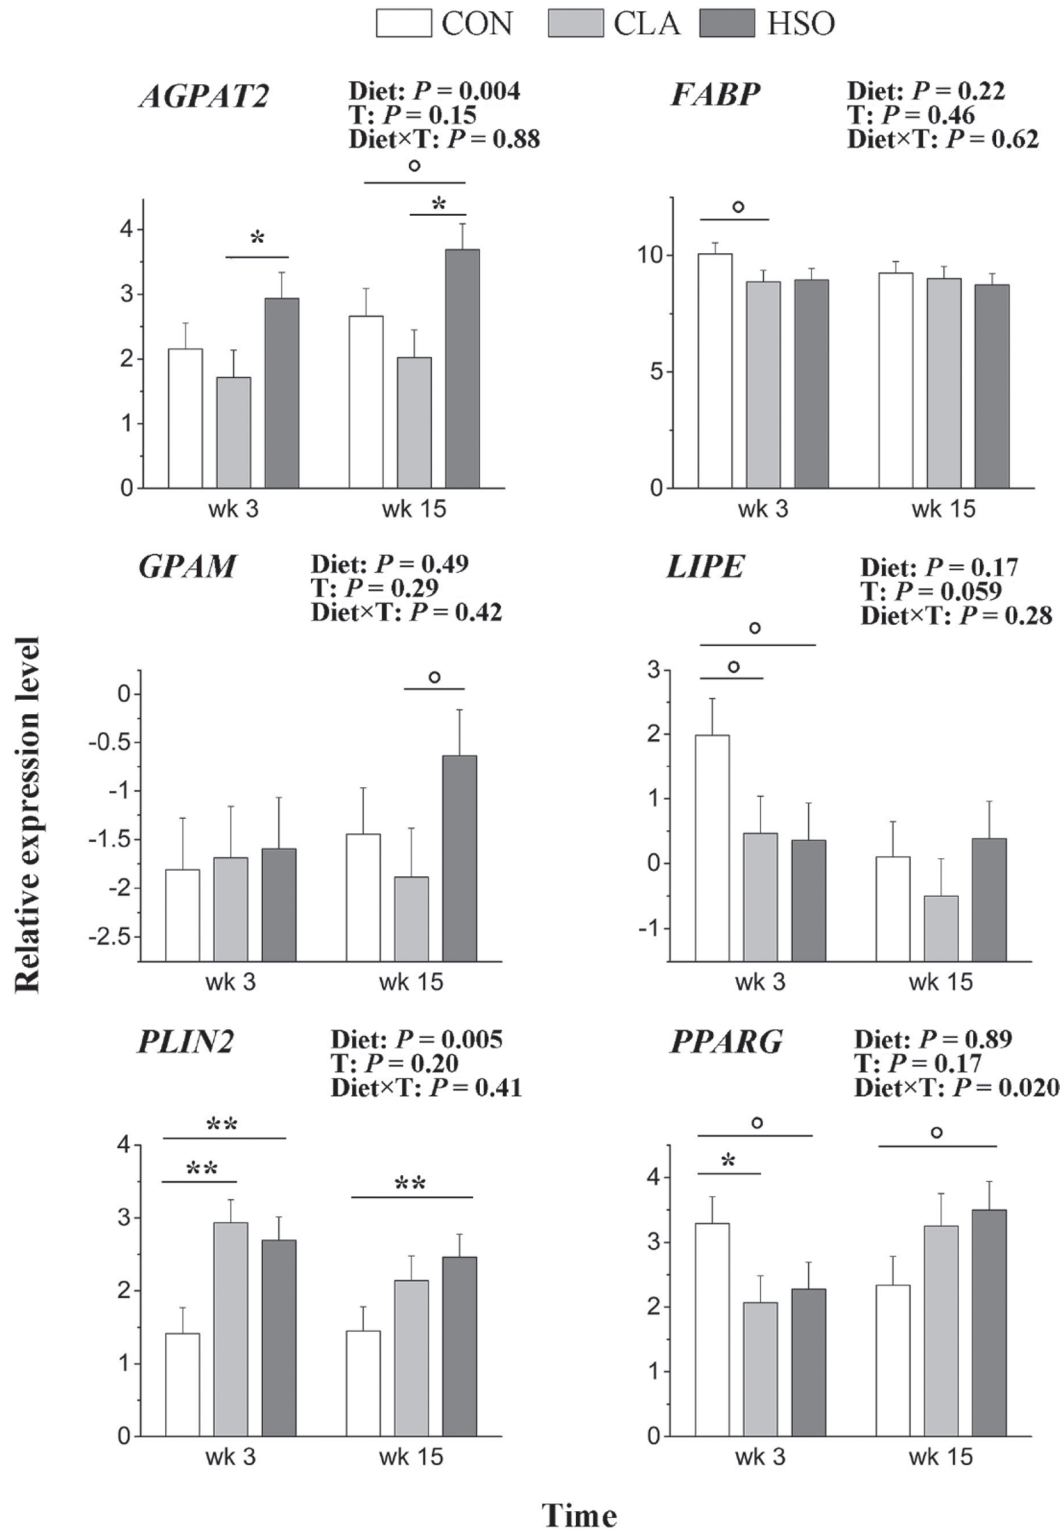 CON CLA HSO
AGPAT2
Diet: P = 0.004
T: P = 0.15
Diet×T: P = 0.88
°
*
*
4
3
2
1
0
wk 3 wk 15
FABP
Diet: P = 0.22
T: P = 0.46
Diet×T: P = 0.62
°
10
5
0
wk 3 wk 15
GPAM
Diet: P = 0.49
T: P = 0.29
Diet×T: P = 0.42
°
0
-0.5
-1
-1.5
-2
-2.5
wk 3 wk 15
LIPE
Diet: P = 0.17
T: P = 0.059
Diet×T: P = 0.28
°
°
3
2
1
0
-1
wk 3 wk 15
PLIN2
Diet: P = 0.005
T: P = 0.20
Diet×T: P = 0.41
**
**
**
4
3
2
1
0
wk 3 wk 15
PPARG
Diet: P = 0.89
T: P = 0.17
Diet×T: P = 0.020
°
°
*
4
3
2
1
0
wk 3 wk 15
Relative expression level
Time